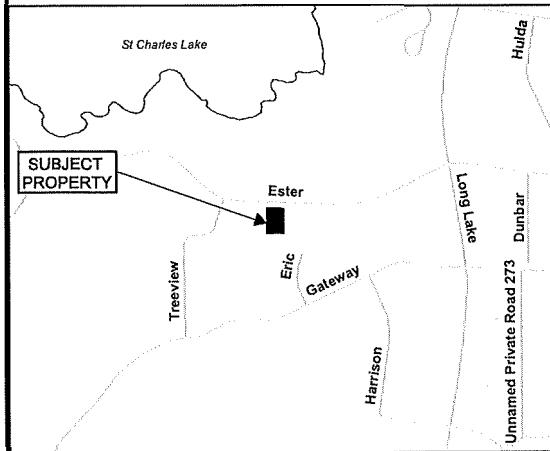 St Charles Lake
Hulda
SUBJECT
PROPERTY
Ester
Long Lake
Dunbar
Treeview
Eric
Gateway
Harrison
Unnamed Private Road 273